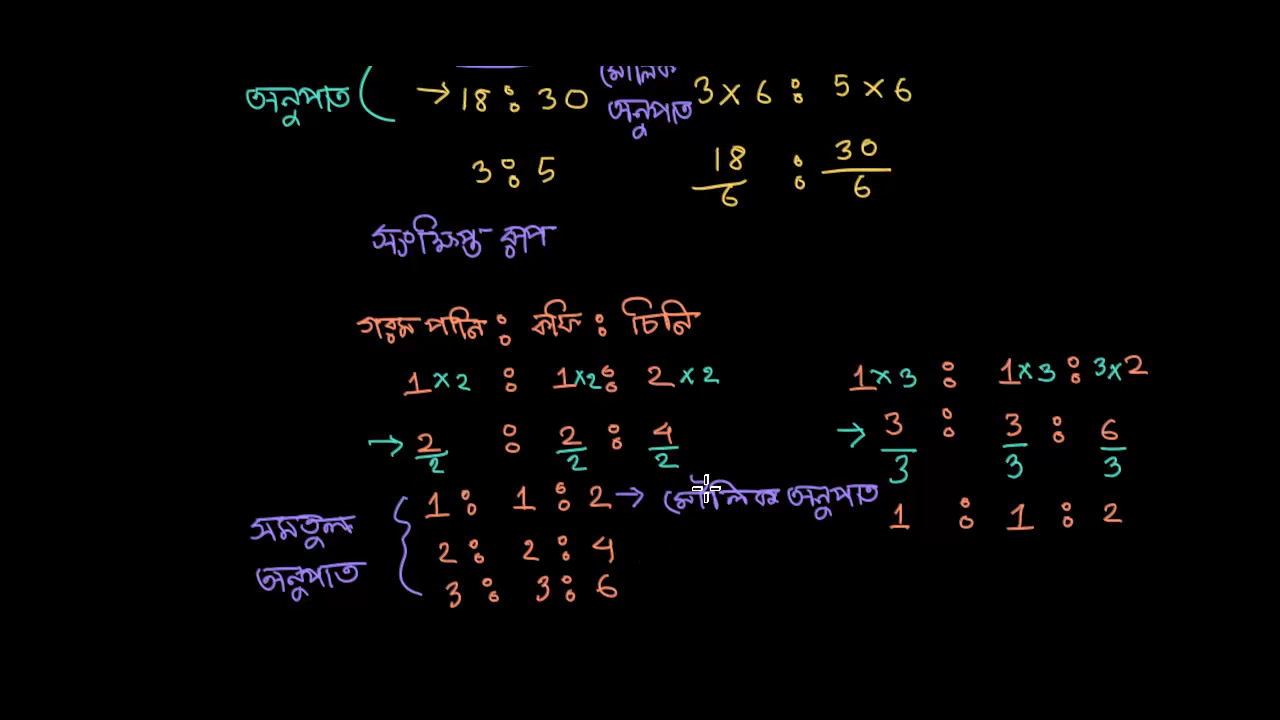 মৌলিক
অনুপাত ( → 18 : 30 অনুপাত 3 × 6 : 5 × 6
3 : 5 18/6 : 30/6
সংক্ষিপ্ত রূপ
গরম পানি : কফি : চিনি
1 × 2 : 1 × 2 : 2 × 2 1 × 3 : 1 × 3 : 3 × 2
→ 2/2 : 2/2 : 4/2 → 3/3 : 3/3 : 6/3
1 : 1 : 2 → মৌলিক অনুপাত 1 : 1 : 2
সমতুল
অনুপাত { 2 : 2 : 4
3 : 3 : 6